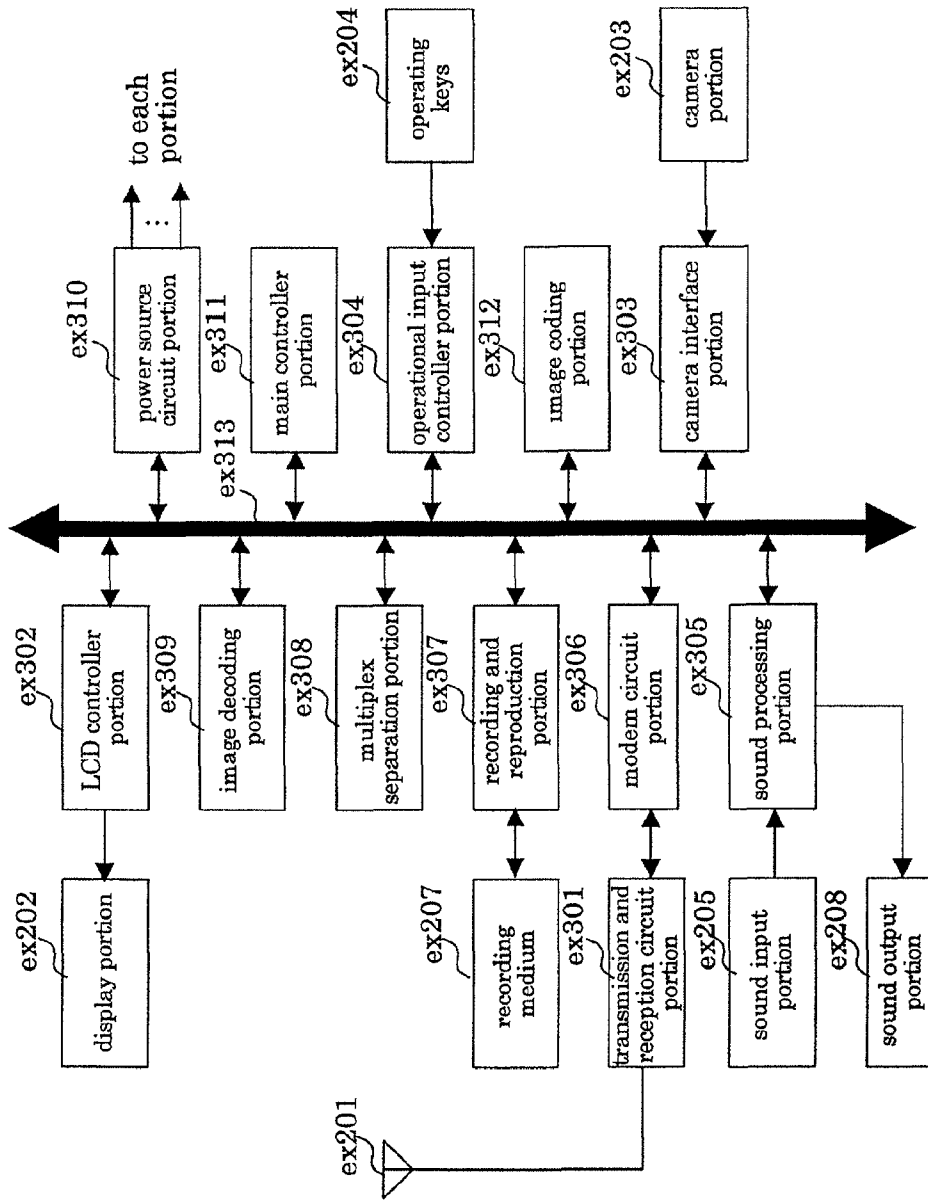 ex202
display portion
ex302
LCD controller
portion
ex310
power source
circuit portion
to each
portion
...
ex313
ex309
image decoding
portion
ex311
main controller
portion
ex308
multiplex
separation portion
ex304
operational input
controller portion
ex204
operating
keys
ex201
ex207
recording
medium
ex307
recording and
reproduction
portion
ex312
image coding
portion
ex301
transmission and
reception circuit
portion
ex306
modem circuit
portion
ex303
camera interface
portion
ex203
camera
portion
ex205
sound input
portion
ex305
sound processing
portion
ex208
sound output
portion